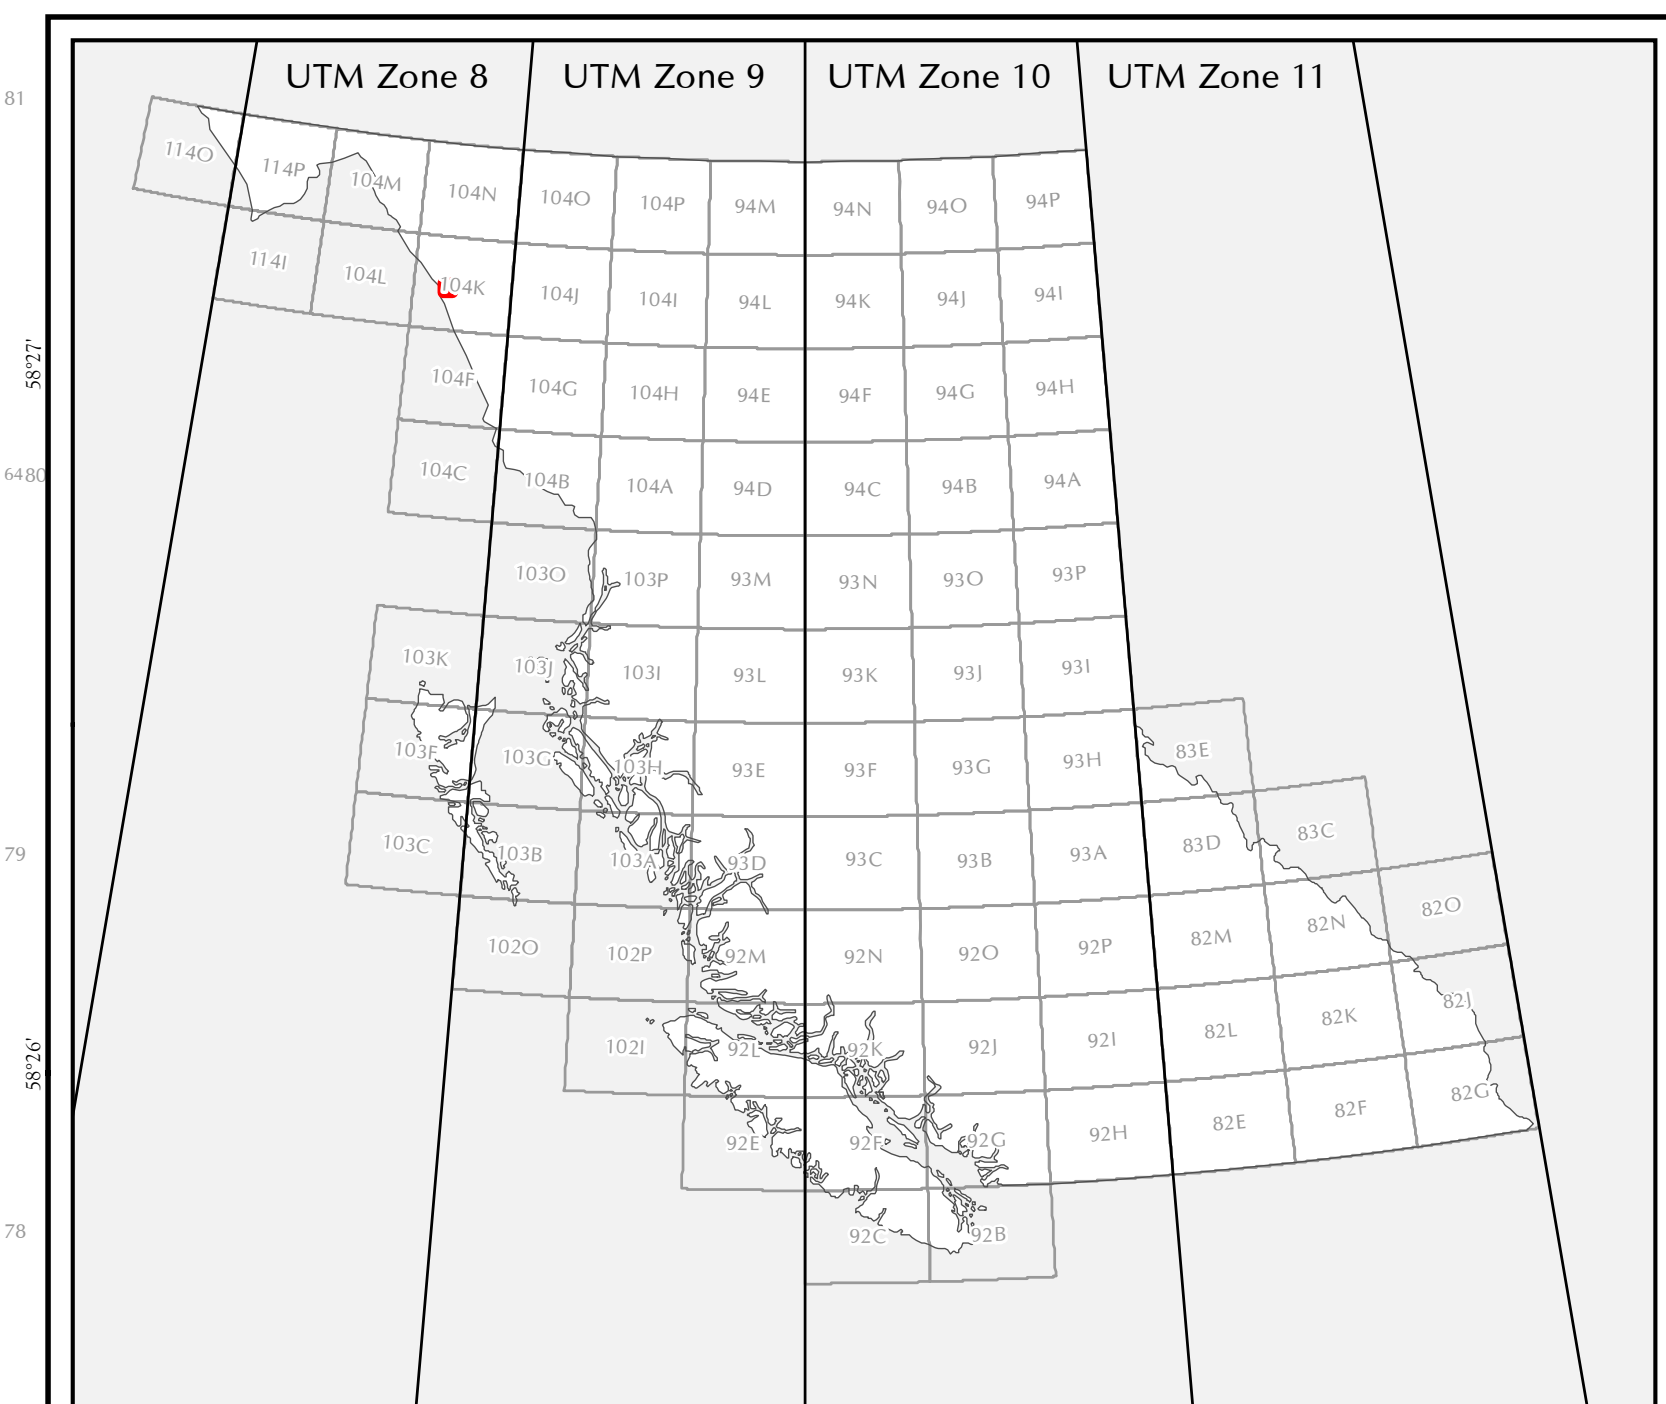 UTM Zone 8 UTM Zone 9 UTM Zone 10 UTM Zone 11
81
114O 114P 104M 104N 104O 104P 94M 94N 94O 94P
114I 104L 104K 104J 104I 94L 94K 94J 94I
58°27'
104F 104G 104H 94E 94F 94G 94H
6480
104C 104B 104A 94D 94C 94B 94A
103O 103P 93M 93N 93O 93P
103K 103J 103I 93L 93K 93J 93I
103F 103G 103H 93E 93F 93G 93H 83E
79
103C 103B 103A 93D 93C 93B 93A 83D 83C
102O 102P 92M 92N 92O 92P 82M 82N 82O
58°26'
102I 92L 92K 92J 92I 82L 82K 82J
92E 92F 92G 92H 82E 82F 82G
78
92C 92B